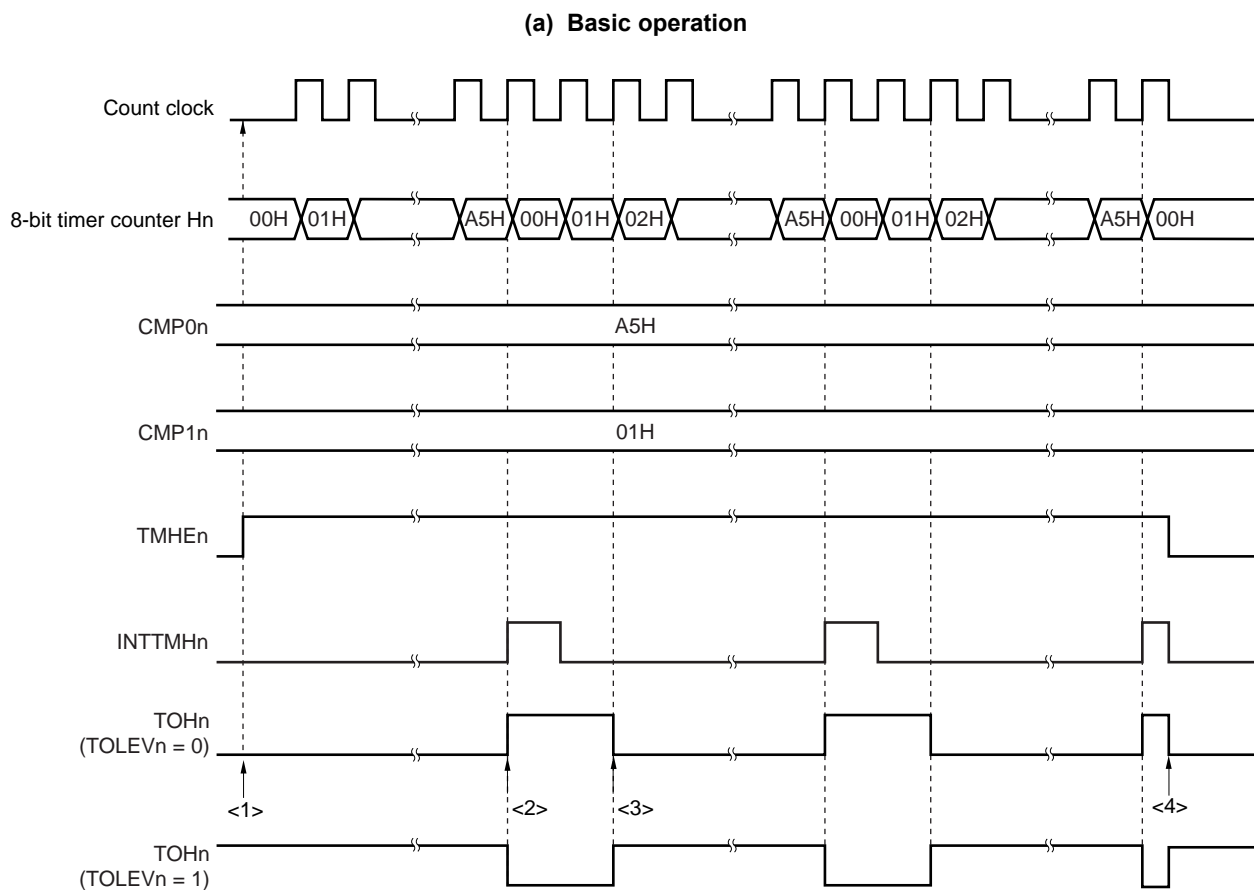 (a) Basic operation
Count clock
8-bit timer counter Hn
00H 01H A5H 00H 01H 02H A5H 00H 01H 02H A5H 00H
CMP0n
A5H
CMP1n
01H
TMHEn
INTTMHn
TOHn
(TOLEVn = 0)
<1> <2> <3> <4>
TOHn
(TOLEVn = 1)